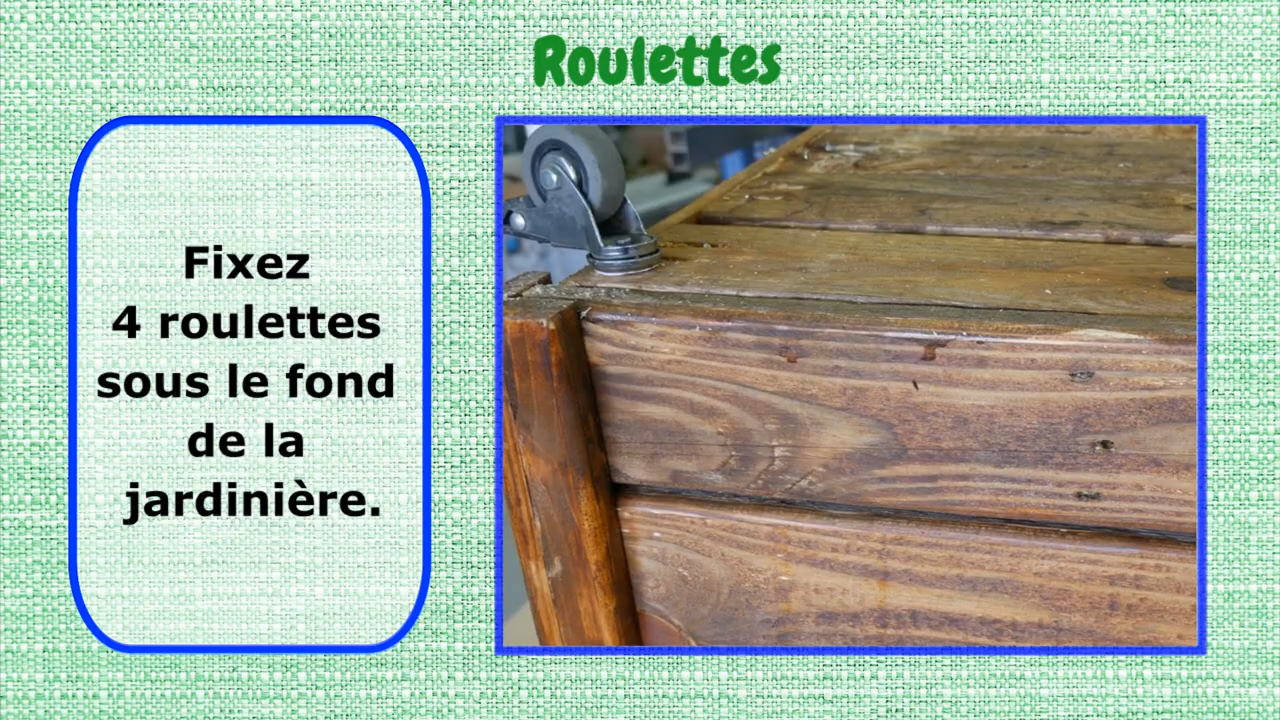 Roulettes
Fixez
4 roulettes
sous le fond
de la
jardinière.